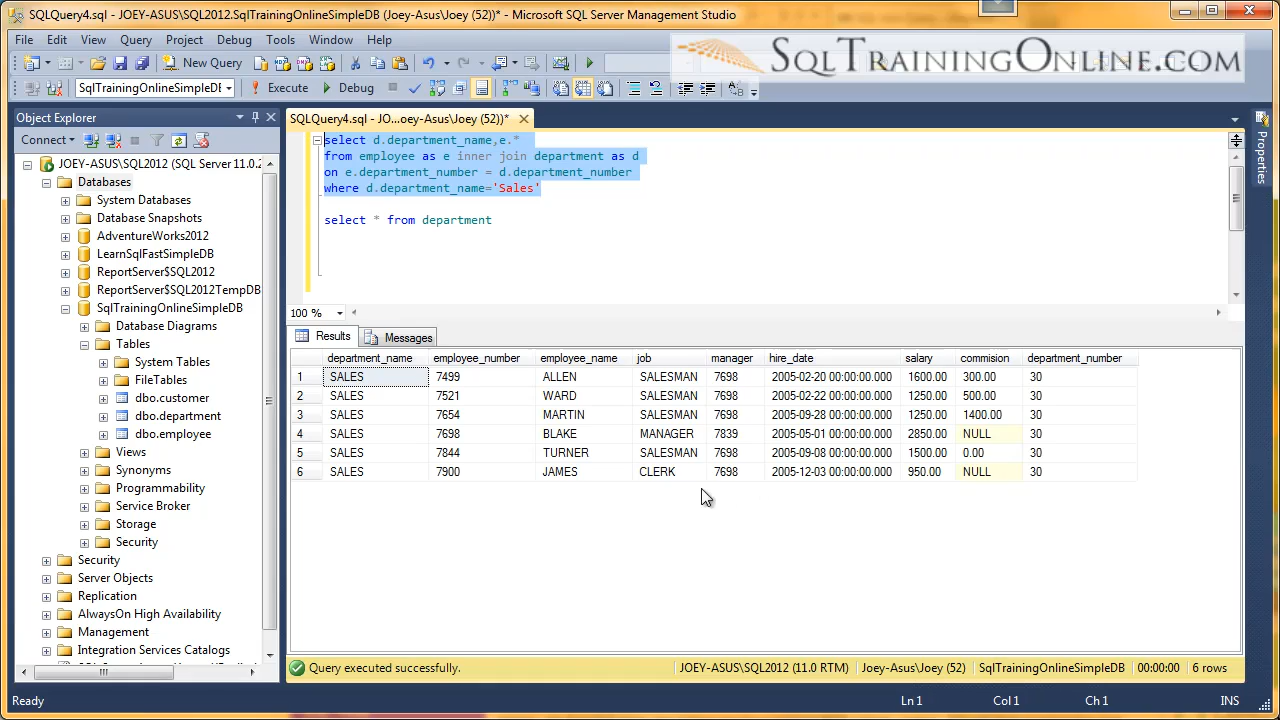 SQLQuery4.sql - JOEY-ASUS\SQL2012.SqlTrainingOnlineSimpleDB (Joey-Asus\Joey (52))* - Microsoft SQL Server Management Studio
File Edit View Query Project Debug Tools Window Help
SQLTRAININGONLINE.COM
New Query
SqlTrainingOnlineSimpleDE Execute Debug
Object Explorer
Connect
JOEY-ASUS\SQL2012 (SQL Server 11.0.2
Databases
System Databases
Database Snapshots
AdventureWorks2012
LearnSqlFastSimpleDB
ReportServer$SQL2012
ReportServer$SQL2012TempDB
SqlTrainingOnlineSimpleDB
Database Diagrams
Tables
System Tables
FileTables
dbo.customer
dbo.department
dbo.employee
Views
Synonyms
Programmability
Service Broker
Storage
Security
Security
Server Objects
Replication
AlwaysOn High Availability
Management
Integration Services Catalogs
SQLQuery4.sql - JO...oey-Asus\Joey (52))*
select d.department_name,e.*
from employee as e inner join department as d
on e.department_number = d.department_number
where d.department_name='Sales'
select * from department
100 %
Results Messages
department_name employee_number employee_name job manager hire_date salary commision department_number
1 SALES 7499 ALLEN SALESMAN 7698 2005-02-20 00:00:00.000 1600.00 300.00 30
2 SALES 7521 WARD SALESMAN 7698 2005-02-22 00:00:00.000 1250.00 500.00 30
3 SALES 7654 MARTIN SALESMAN 7698 2005-09-28 00:00:00.000 1250.00 1400.00 30
4 SALES 7698 BLAKE MANAGER 7839 2005-05-01 00:00:00.000 2850.00 NULL 30
5 SALES 7844 TURNER SALESMAN 7698 2005-09-08 00:00:00.000 1500.00 0.00 30
6 SALES 7900 JAMES CLERK 7698 2005-12-03 00:00:00.000 950.00 NULL 30
Query executed successfully. JOEY-ASUS\SQL2012 (11.0 RTM) Joey-Asus\Joey (52) SqlTrainingOnlineSimpleDB 00:00:00 6 rows
Properties
Ready Ln 1 Col 1 Ch 1 INS